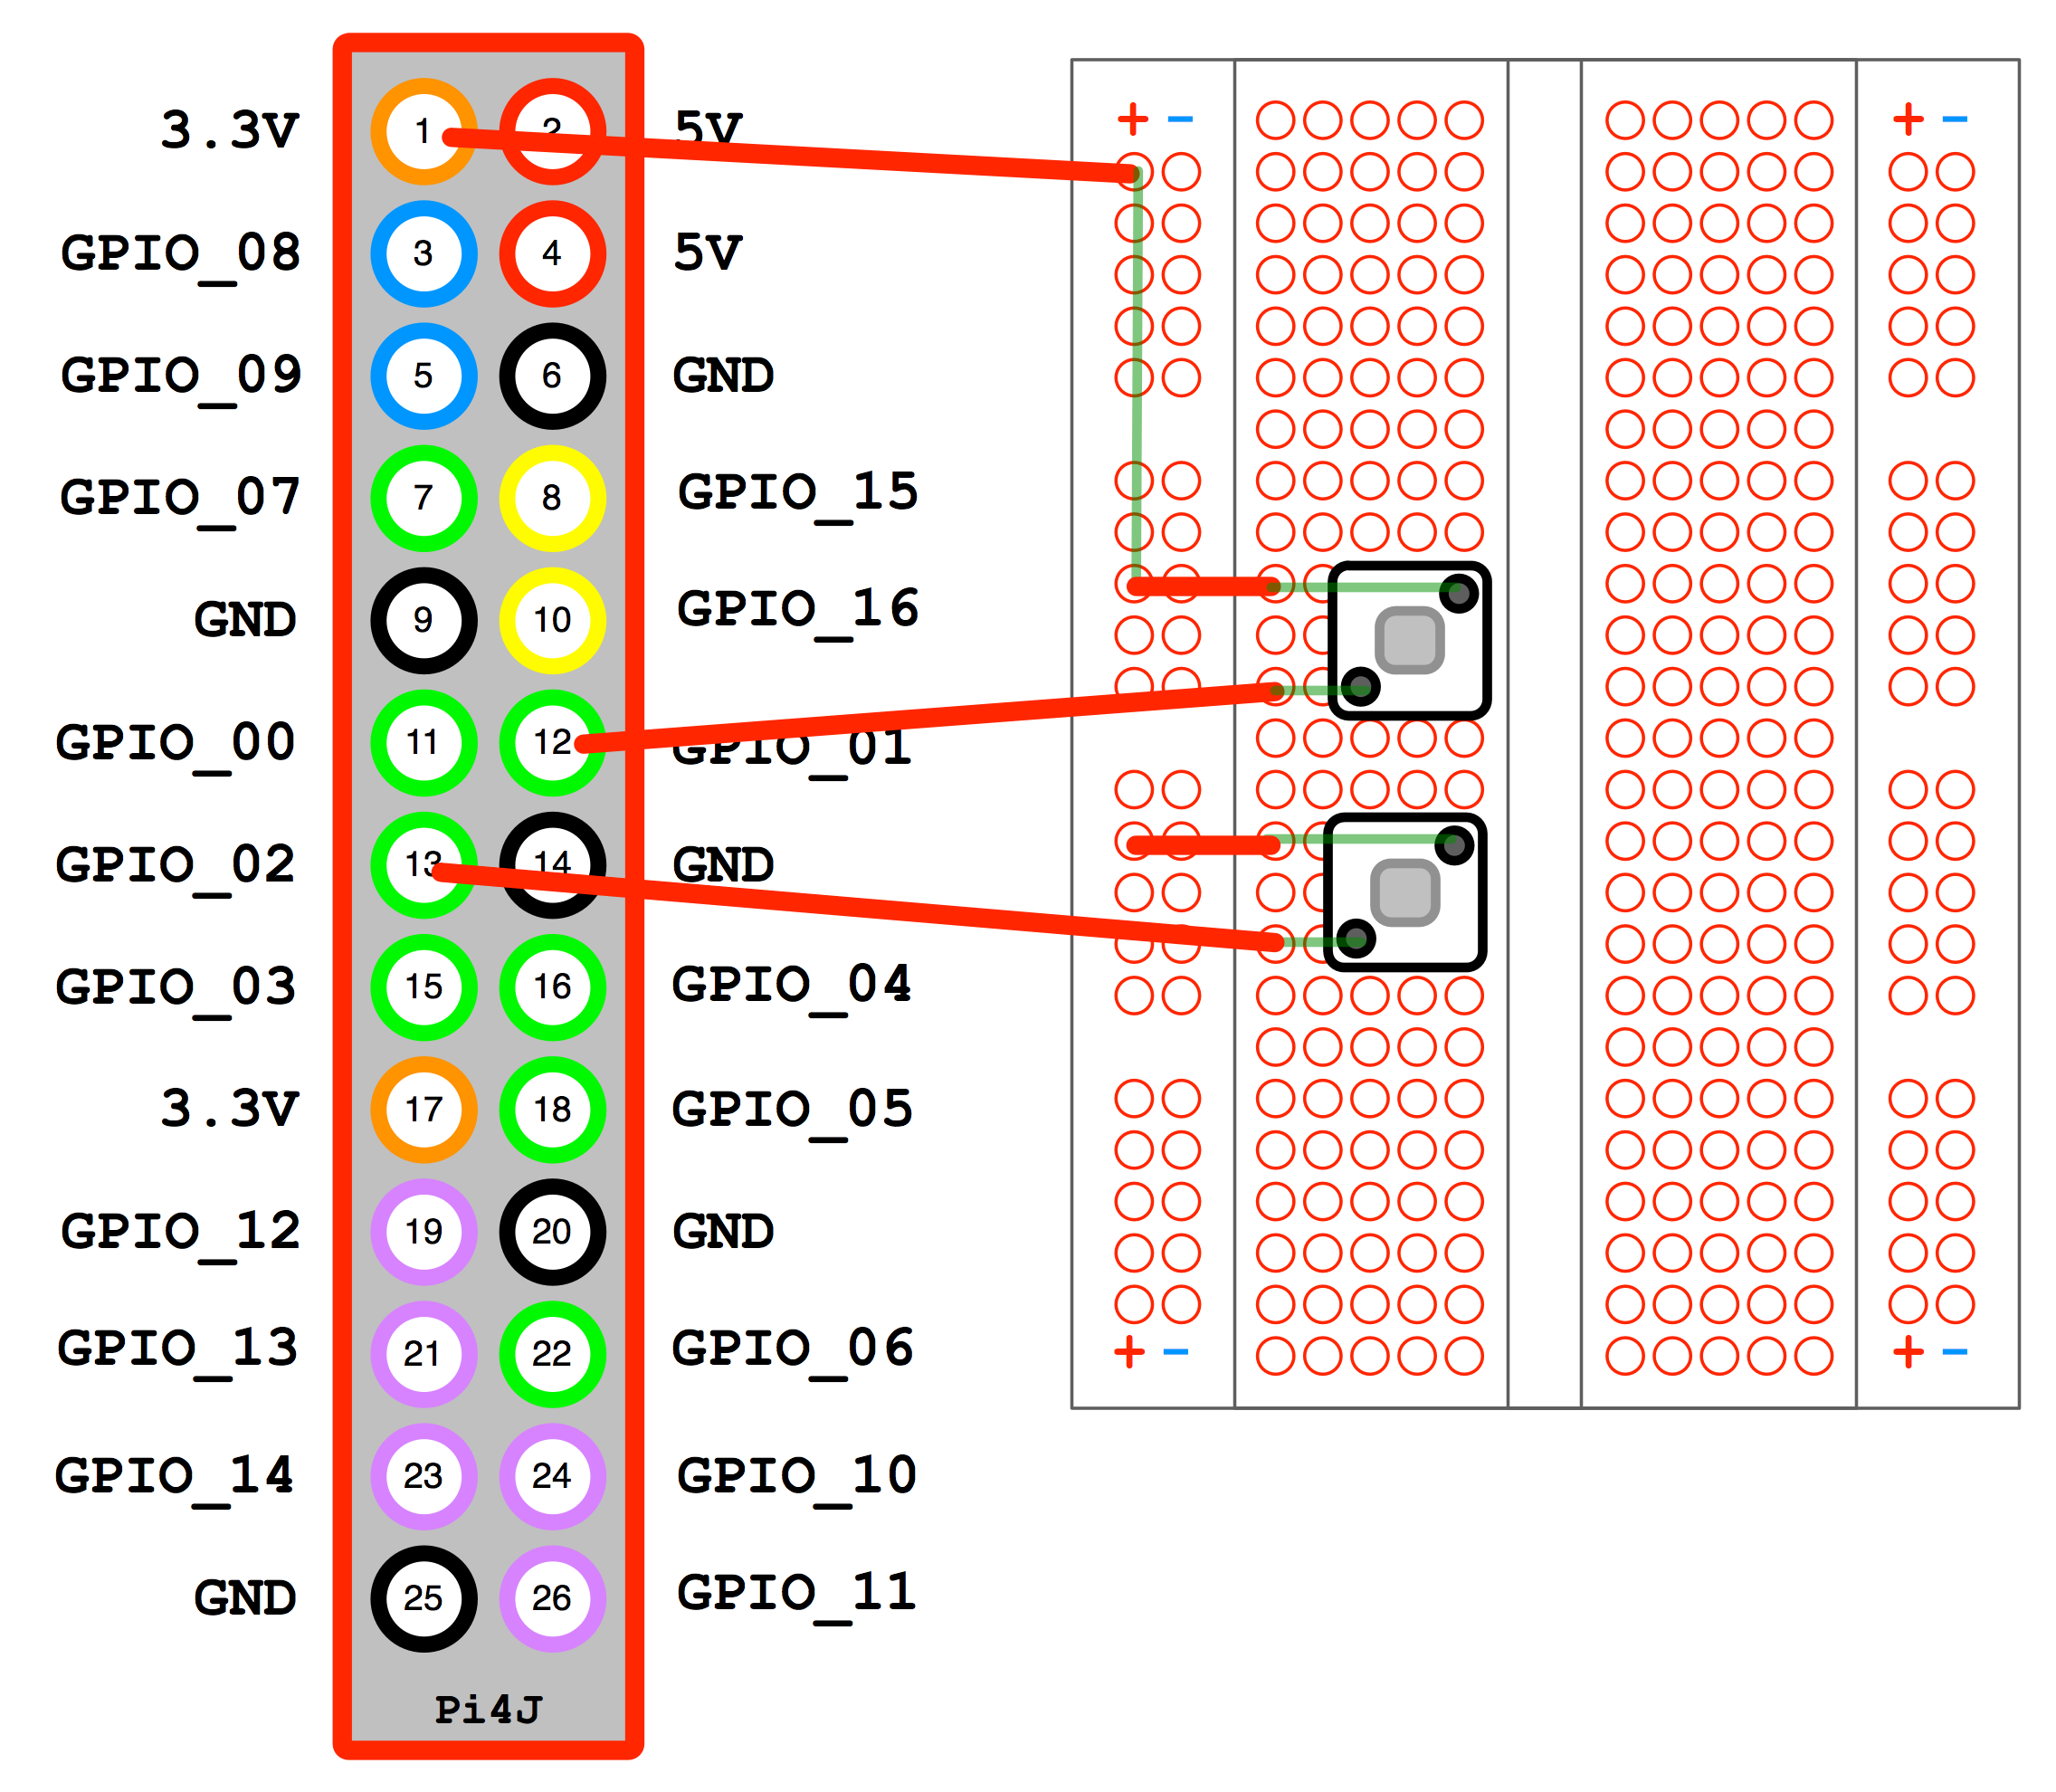 3.3V 1 2 5V + - + -
GPIO_08 3 4 5V
GPIO_09 5 6 GND
GPIO_07 7 8 GPIO_15
GND 9 10 GPIO_16
GPIO_00 11 12 GPIO_01
GPIO_02 13 14 GND
GPIO_03 15 16 GPIO_04
3.3V 17 18 GPIO_05
GPIO_12 19 20 GND
GPIO_13 21 22 GPIO_06 + - + -
GPIO_14 23 24 GPIO_10
GND 25 26 GPIO_11
Pi4J